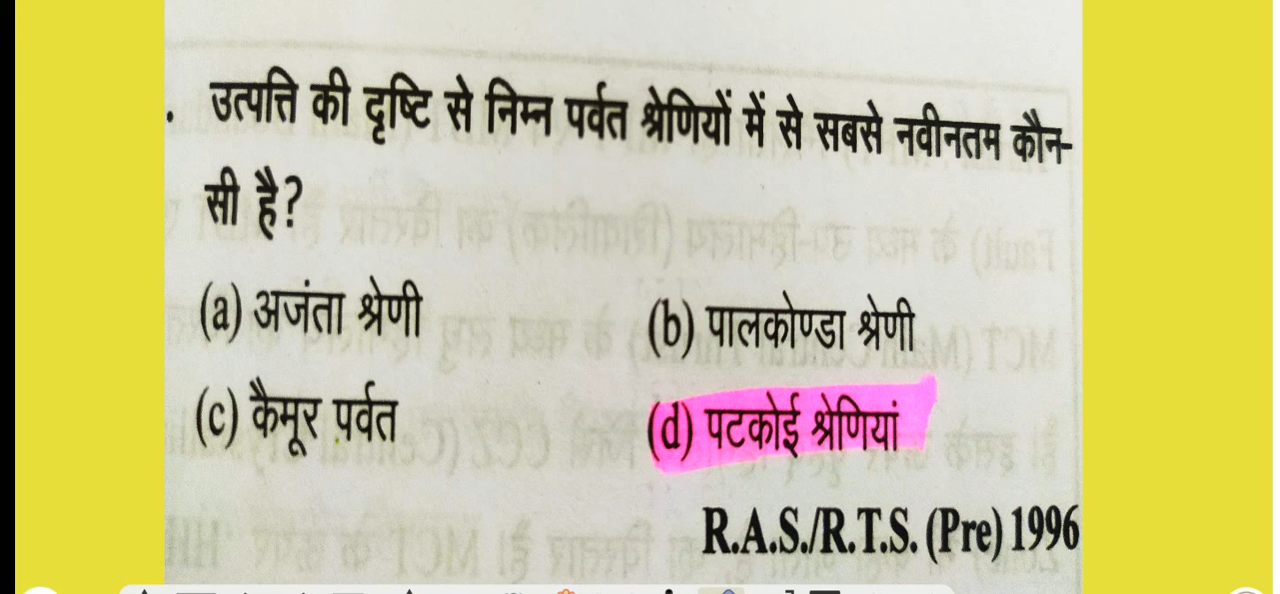 . उत्पत्ति की दृष्टि से निम्न पर्वत श्रेणियों में से सबसे नवीनतम कौन-
सी है?
(a) अजंता श्रेणी (b) पालकोण्डा श्रेणी
(c) कैमूर पर्वत (d) पटकोई श्रेणियां
R.A.S./R.T.S. (Pre) 1996